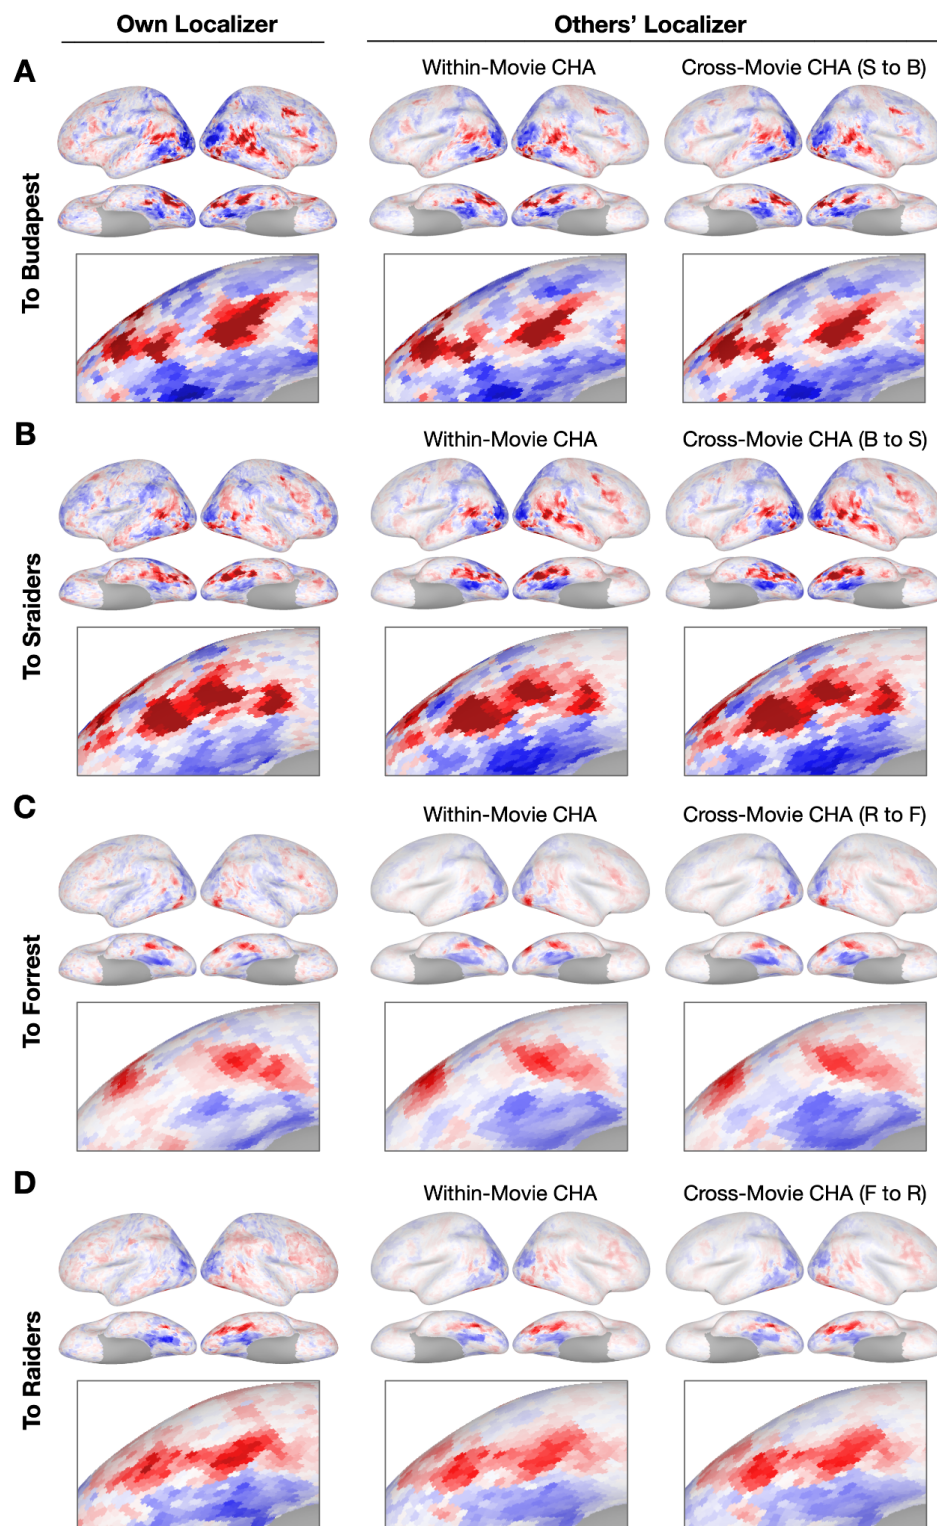 Own Localizer
Others’ Localizer
A
Within-Movie CHA
Cross-Movie CHA (S to B)
To Budapest
B
Within-Movie CHA
Cross-Movie CHA (B to S)
To Sraiders
C
Within-Movie CHA
Cross-Movie CHA (R to F)
To Forrest
D
Within-Movie CHA
Cross-Movie CHA (F to R)
To Raiders